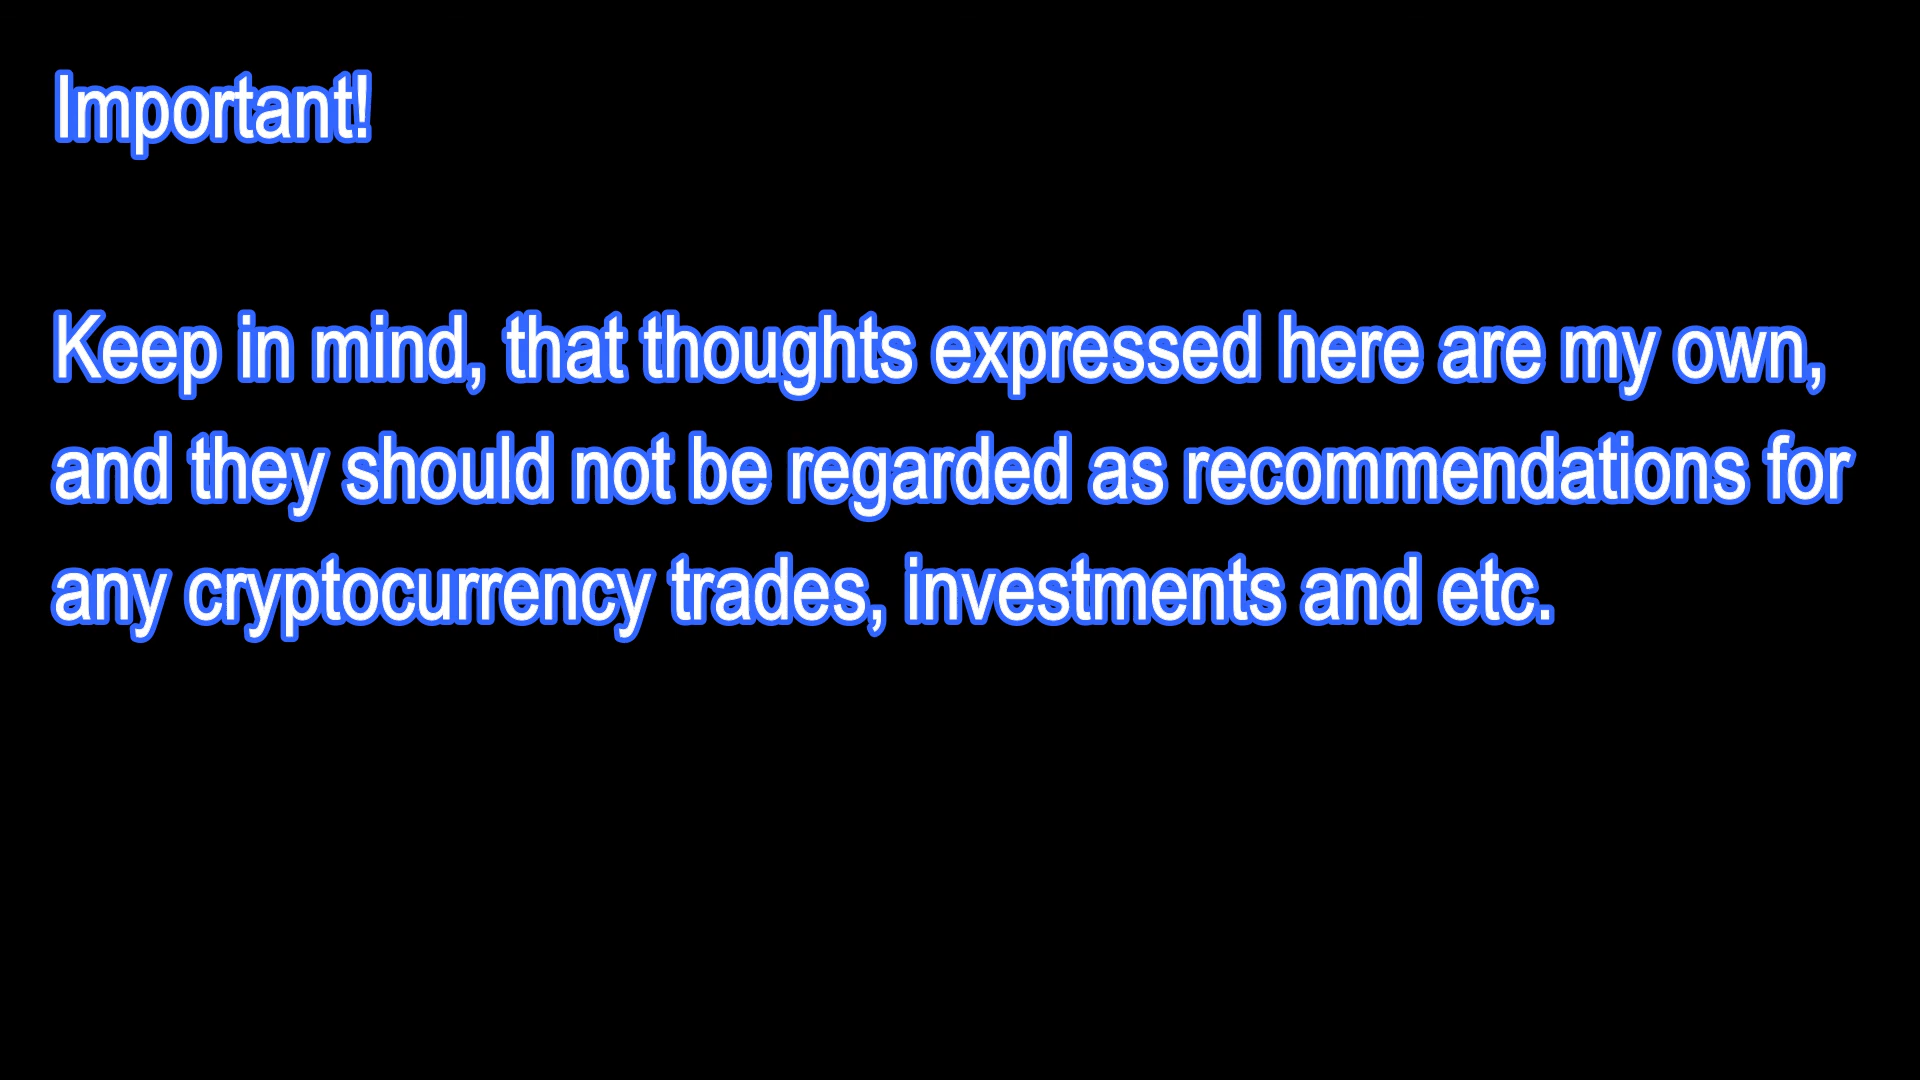 Important!
Keep in mind, that thoughts expressed here are my own,
and they should not be regarded as recommendations for
any cryptocurrency trades, investments and etc.